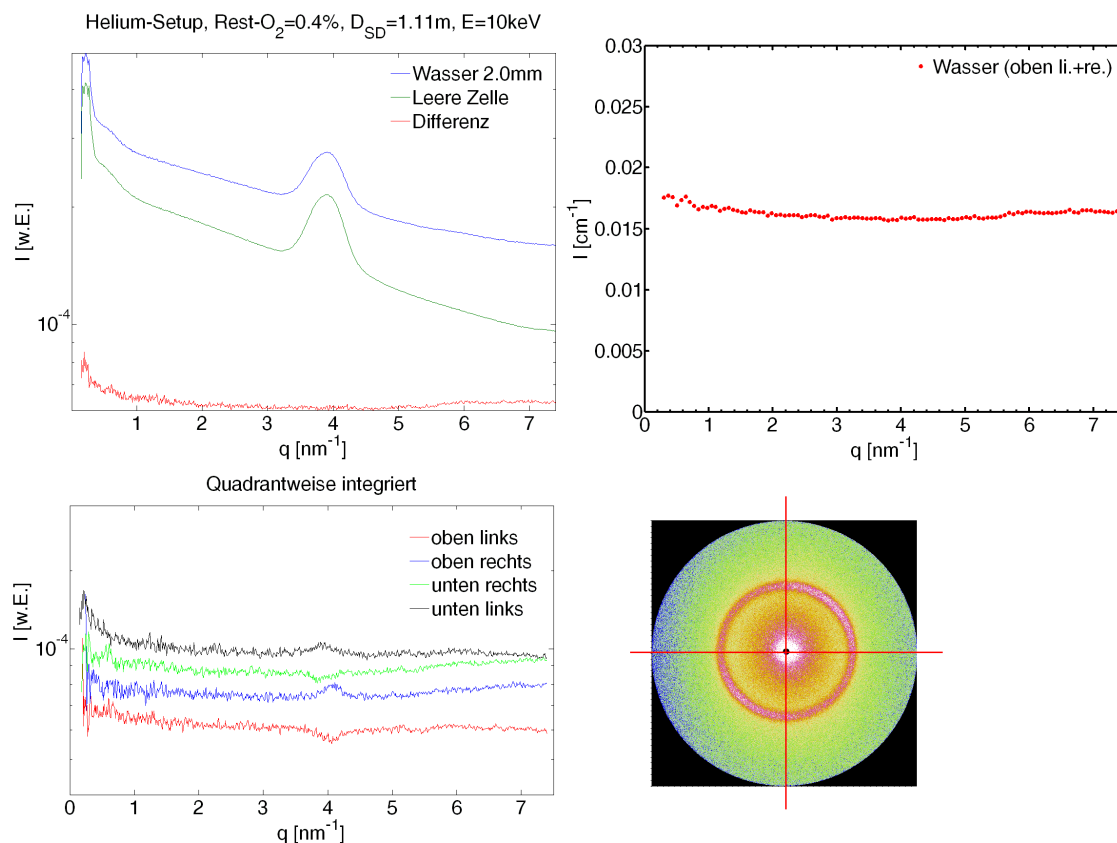 Helium-Setup, Rest-O2=0.4%, DSD=1.11m, E=10keV
Wasser 2.0mm
Leere Zelle
Differenz
I [w.E.]
10-4
1 2 3 4 5 6 7
q [nm-1]
0.03
0.025
0.02
0.015
0.01
0.005
0
Wasser (oben li.+re.)
I [cm-1]
0 1 2 3 4 5 6 7
q [nm-1]
Quadrantweise integriert
oben links
oben rechts
unten rechts
unten links
I [w.E.]
10-4
0 1 2 3 4 5 6 7
q [nm-1]